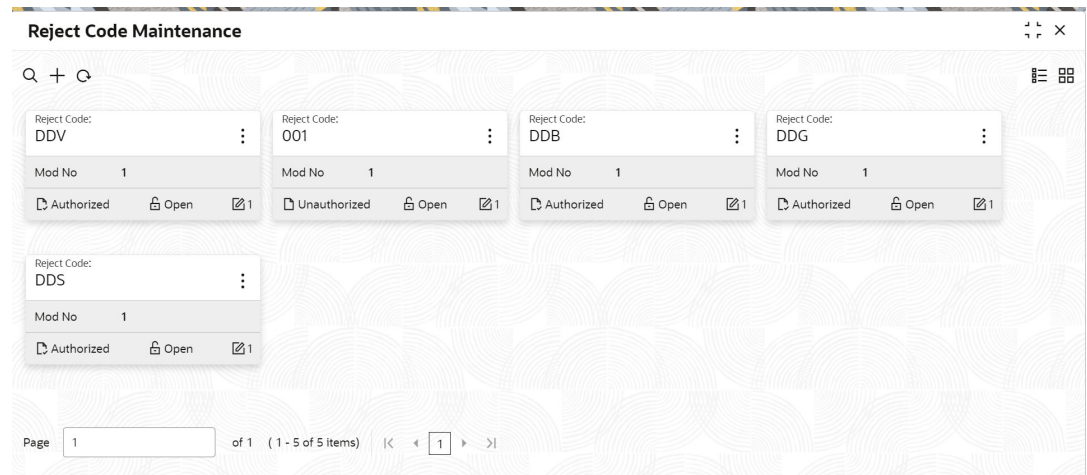 Reject Code Maintenance
Reject Code: Reject Code: Reject Code: Reject Code:
DDV 001 DDB DDG
Mod No 1 Mod No 1 Mod No 1 Mod No 1
Authorized Open 1 Unauthorized Open 1 Authorized Open 1 Authorized Open 1
Reject Code:
DDS
Mod No 1
Authorized Open 1
Page 1 of 1 ( 1 - 5 of 5 items) 1